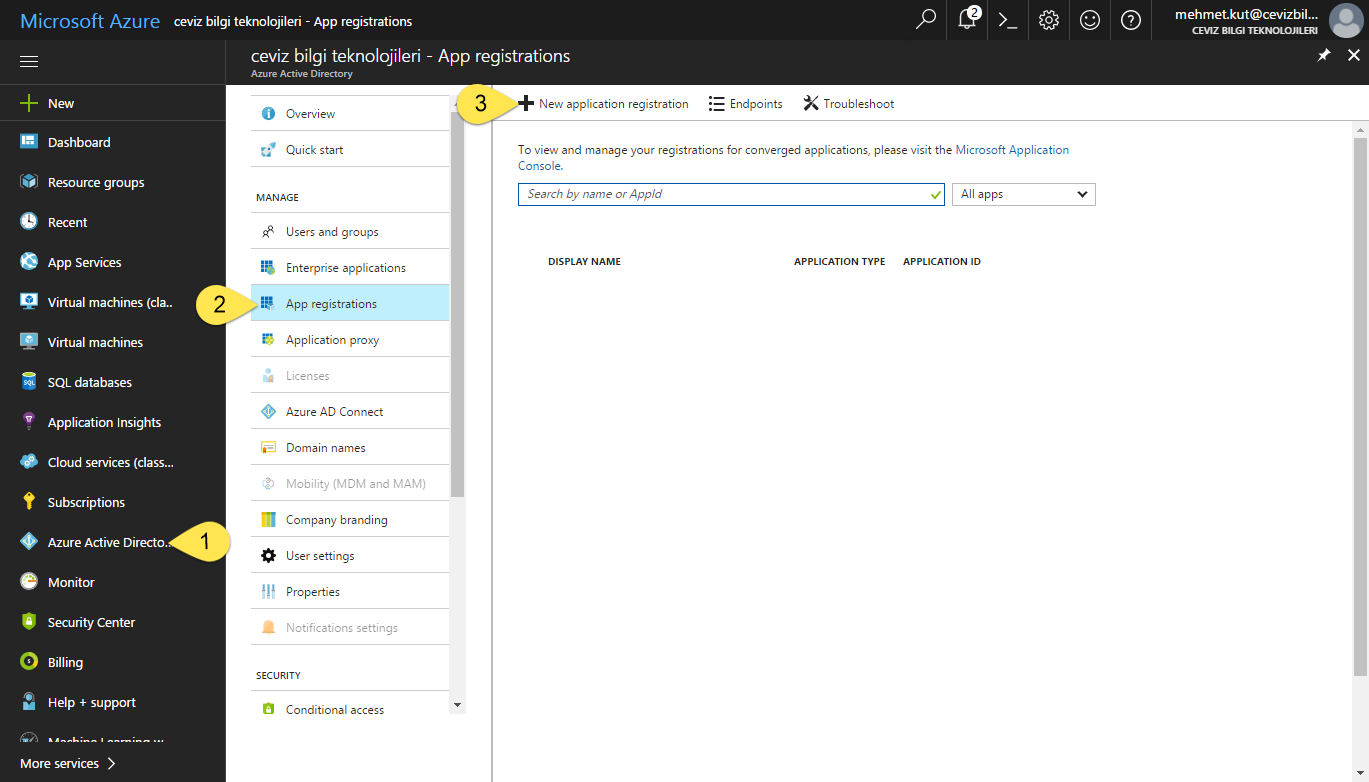 Microsoft Azure ceviz bilgi teknolojileri - App registrations
2
mehmet.kut@cevizbil...
CEVIZ BILGI TEKNOLOJILERI
ceviz bilgi teknolojileri - App registrations
Azure Active Directory
New
Dashboard
Resource groups
Recent
App Services
Virtual machines (cla..
Virtual machines
SQL databases
Application Insights
Cloud services (class...
Subscriptions
Azure Active Directo..
1
Monitor
Security Center
Billing
Help + support
Machine Learning w
More services
Overview
Quick start
MANAGE
Users and groups
Enterprise applications
2
App registrations
Application proxy
Licenses
Azure AD Connect
Domain names
Mobility (MDM and MAM)
Company branding
User settings
Properties
Notifications settings
SECURITY
Conditional access
3
New application registration Endpoints Troubleshoot
To view and manage your registrations for converged applications, please visit the Microsoft Application
Console.
Search by name or AppId All apps
DISPLAY NAME APPLICATION TYPE APPLICATION ID